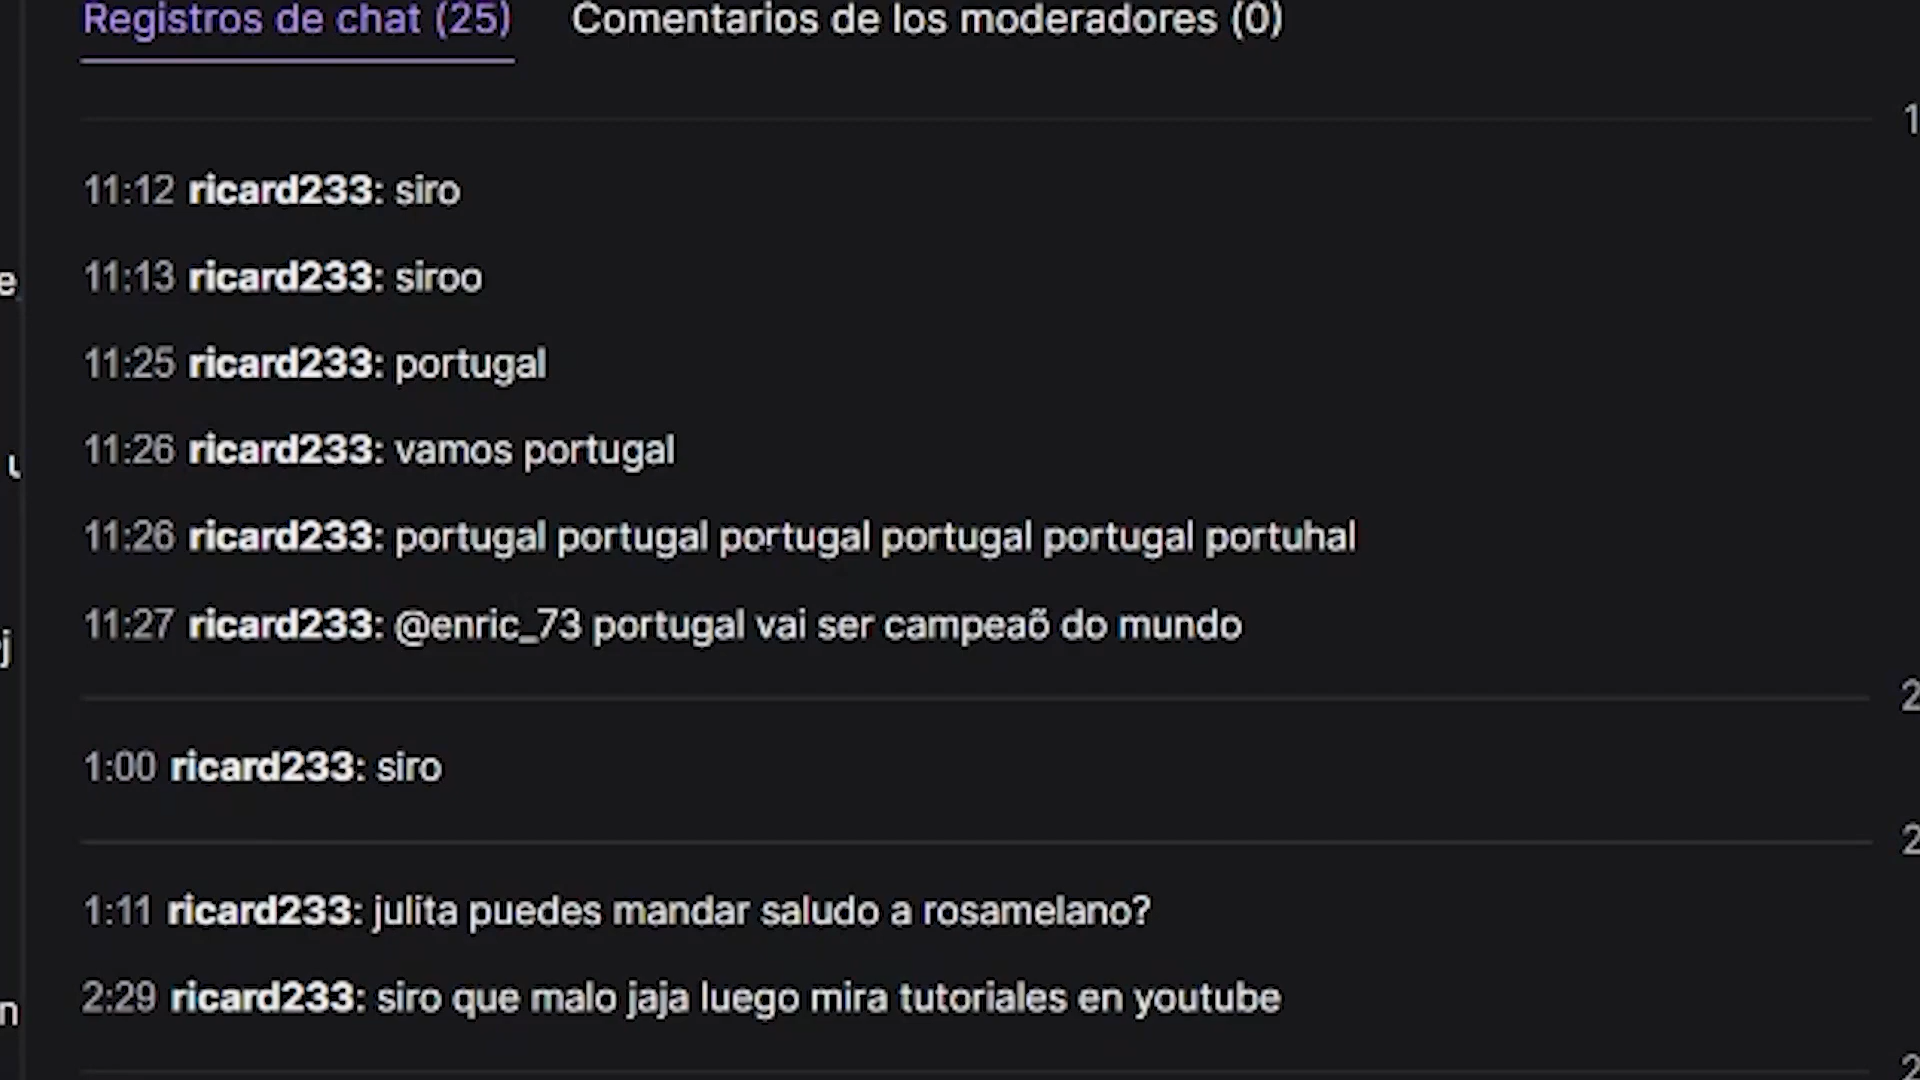 Registros de chat (25) Comentarios de los moderadores (0)
11:12 ricard233: siro
11:13 ricard233: siroo
11:25 ricard233: portugal
11:26 ricard233: vamos portugal
11:26 ricard233: portugal portugal portugal portugal portugal portuhal
11:27 ricard233: @enric_73 portugal vai ser campeaõ do mundo
1:00 ricard233: siro
1:11 ricard233: julita puedes mandar saludo a rosamelano?
2:29 ricard233: siro que malo jaja luego mira tutoriales en youtube